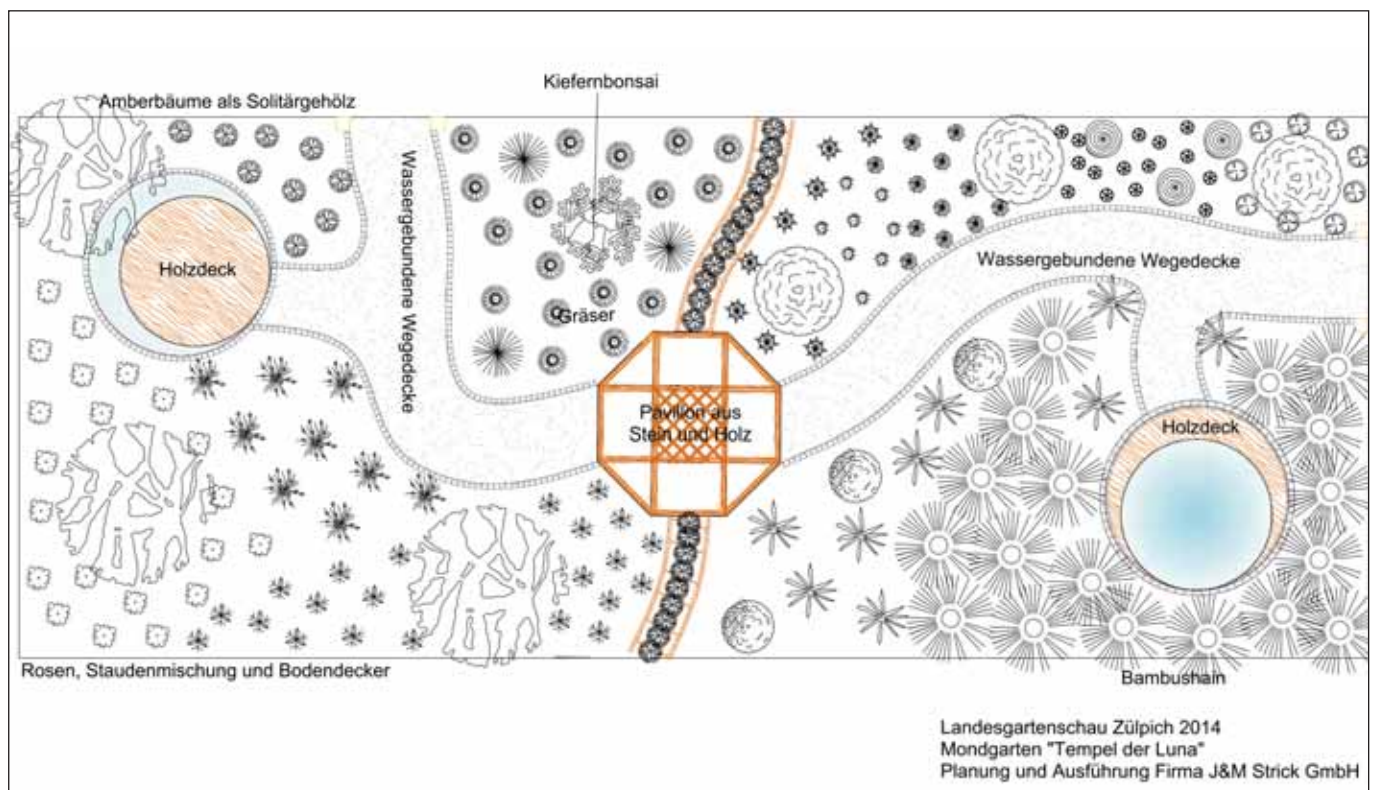 Kiefernbonsai
Amberbäume als Solitärgehölz
Wassergebundene Wegedecke
Holzdeck
Gräser
Wassergebundene Wegedecke
Pavillon aus
Stein und Holz
Holzdeck
Rosen, Staudenmischung und Bodendecker
Bambushain
Landesgartenschau Zülpich 2014
Mondgarten "Tempel der Luna"
Planung und Ausführung Firma J&M Strick GmbH